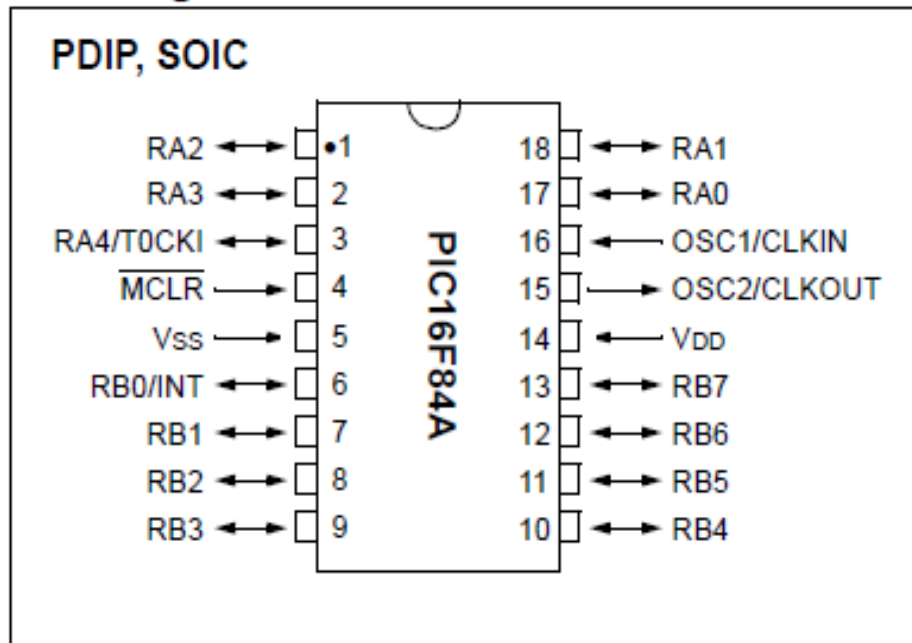 PDIP, SOIC
RA2 •1 18 RA1
RA3 2 17 RA0
RA4/T0CKI 3 16 OSC1/CLKIN
MCLR 4 15 OSC2/CLKOUT
VSS 5 14 VDD
RB0/INT 6 13 RB7
RB1 7 12 RB6
RB2 8 11 RB5
RB3 9 10 RB4
PIC16F84A